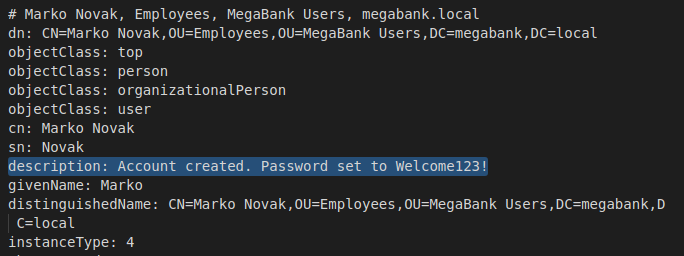 # Marko Novak, Employees, MegaBank Users, megabank.local
dn: CN=Marko Novak,OU=Employees,OU=MegaBank Users,DC=megabank,DC=local
objectClass: top
objectClass: person
objectClass: organizationalPerson
objectClass: user
cn: Marko Novak
sn: Novak
description: Account created. Password set to Welcome123!
givenName: Marko
distinguishedName: CN=Marko Novak,OU=Employees,OU=MegaBank Users,DC=megabank,D
C=local
instanceType: 4